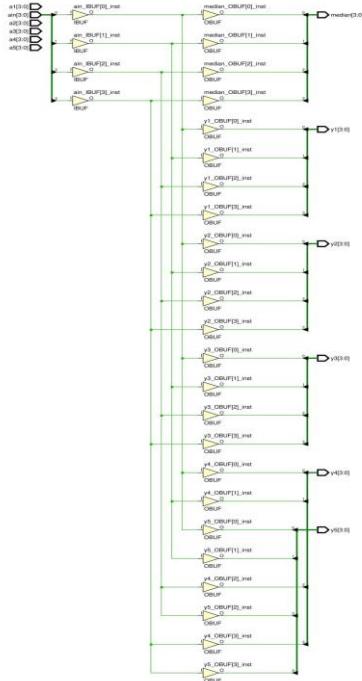 a1[3:0]
ain[3:0]
a2[3:0]
a3[3:0]
a4[3:0]
a5[3:0]
ain_IBUF[0]_inst
IBUF
ain_IBUF[1]_inst
IBUF
ain_IBUF[2]_inst
IBUF
ain_IBUF[3]_inst
IBUF
median_OBUF[0]_inst
OBUF
median_OBUF[1]_inst
OBUF
median_OBUF[2]_inst
OBUF
median_OBUF[3]_inst
OBUF
median[3:0
y1_OBUF[0]_inst
OBUF
y1_OBUF[1]_inst
OBUF
y1_OBUF[2]_inst
OBUF
y1_OBUF[3]_inst
OBUF
y1[3:0]
y2_OBUF[0]_inst
OBUF
y2_OBUF[1]_inst
OBUF
y2_OBUF[2]_inst
OBUF
y2_OBUF[3]_inst
OBUF
y2[3:0]
y3_OBUF[0]_inst
OBUF
y3_OBUF[1]_inst
OBUF
y3_OBUF[2]_inst
OBUF
y3_OBUF[3]_inst
OBUF
y3[3:0]
y4_OBUF[0]_inst
OBUF
y4_OBUF[1]_inst
OBUF
y5_OBUF[0]_inst
OBUF
y5_OBUF[1]_inst
OBUF
y4_OBUF[2]_inst
OBUF
y5_OBUF[2]_inst
OBUF
y4_OBUF[3]_inst
OBUF
y5_OBUF[3]_inst
OBUF
y4[3:0]
y5[3:0]